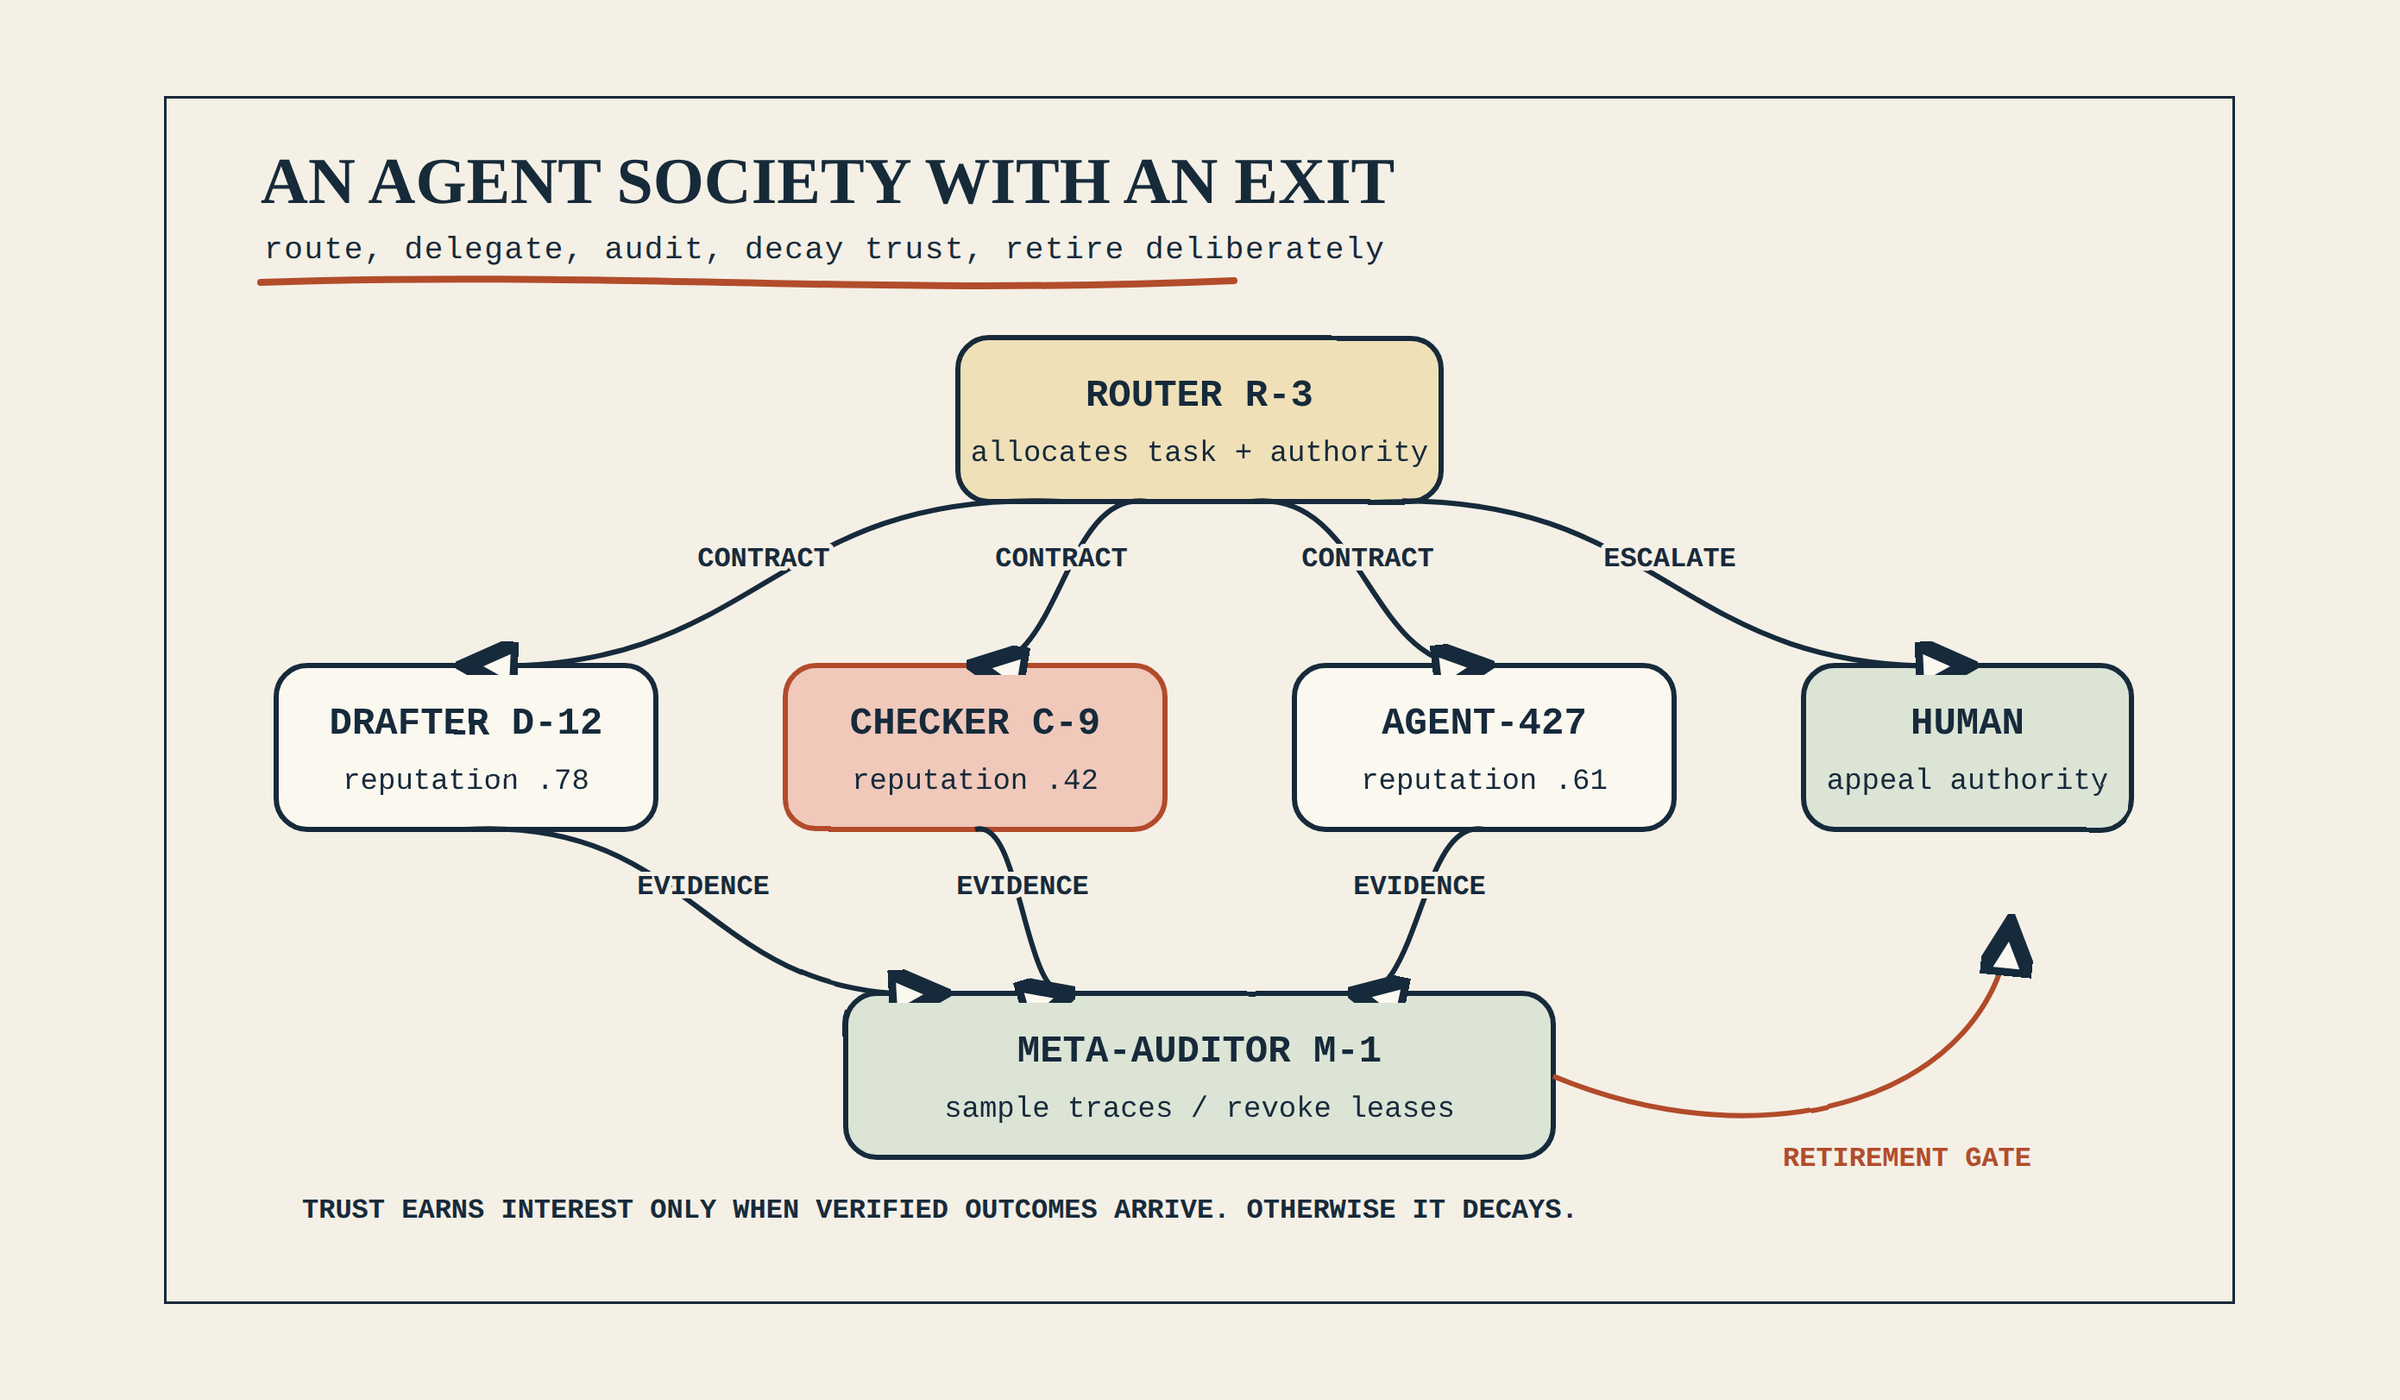 AN AGENT SOCIETY WITH AN EXIT
route, delegate, audit, decay trust, retire deliberately
ROUTER R-3
allocates task + authority
CONTRACT
CONTRACT
CONTRACT
ESCALATE
DRAFTER D-12
reputation .78
CHECKER C-9
reputation .42
AGENT-427
reputation .61
HUMAN
appeal authority
EVIDENCE
EVIDENCE
EVIDENCE
META-AUDITOR M-1
sample traces / revoke leases
RETIREMENT GATE
TRUST EARNS INTEREST ONLY WHEN VERIFIED OUTCOMES ARRIVE. OTHERWISE IT DECAYS.